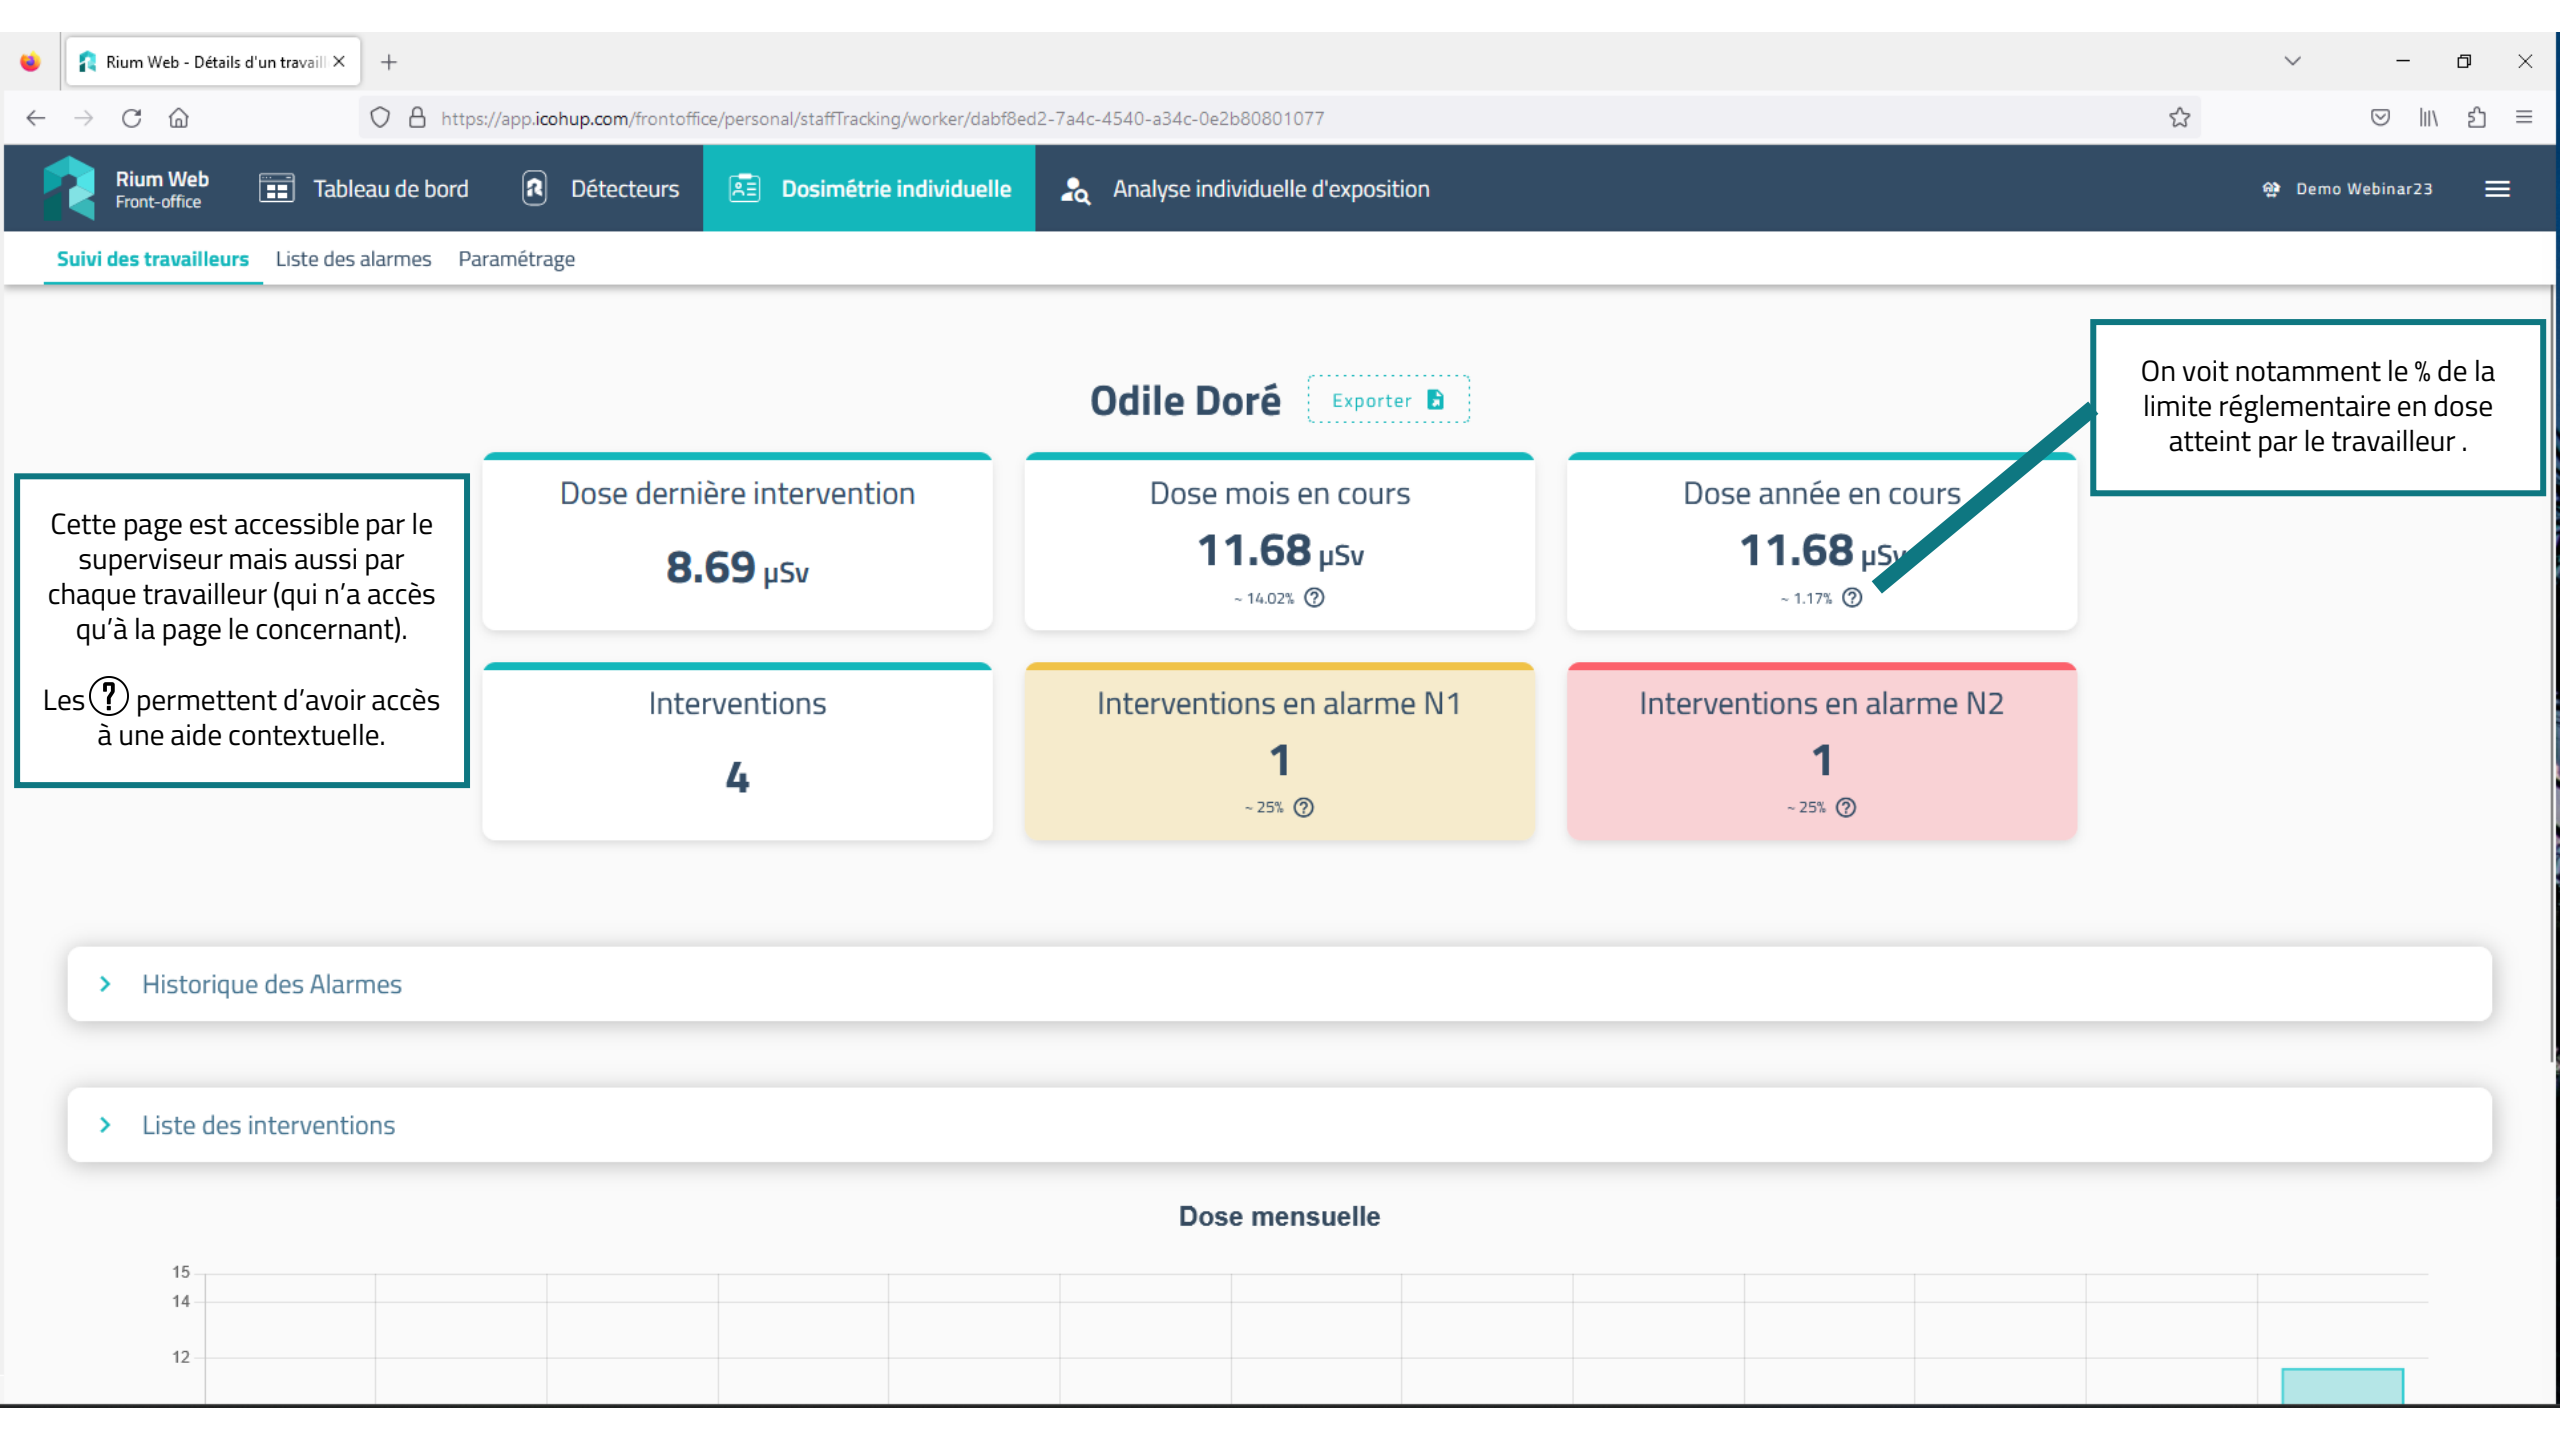 Rium Web - Détails d'un travaill
https://app.icohup.com/frontoffice/personal/staffTracking/worker/dabf8ed2-7a4c-4540-a34c-0e2b80801077
Rium Web
Front-office
Tableau de bord
Détecteurs
Dosimétrie individuelle
Analyse individuelle d'exposition
Demo Webinar23
Suivi des travailleurs
Liste des alarmes
Paramétrage
On voit notamment le % de la
limite réglementaire en dose
atteint par le travailleur .
Odile Doré
Exporter
Cette page est accessible par le
superviseur mais aussi par
chaque travailleur (qui n’a accès
qu’à la page le concernant).
Les ? permettent d’avoir accès
à une aide contextuelle.
Dose dernière intervention
8.69 µSv
Dose mois en cours
11.68 µSv
~ 14.02% ?
Dose année en cours
11.68 µSv
~ 1.17% ?
Interventions
4
Interventions en alarme N1
1
~ 25% ?
Interventions en alarme N2
1
~ 25% ?
Historique des Alarmes
Liste des interventions
Dose mensuelle
15
14
12